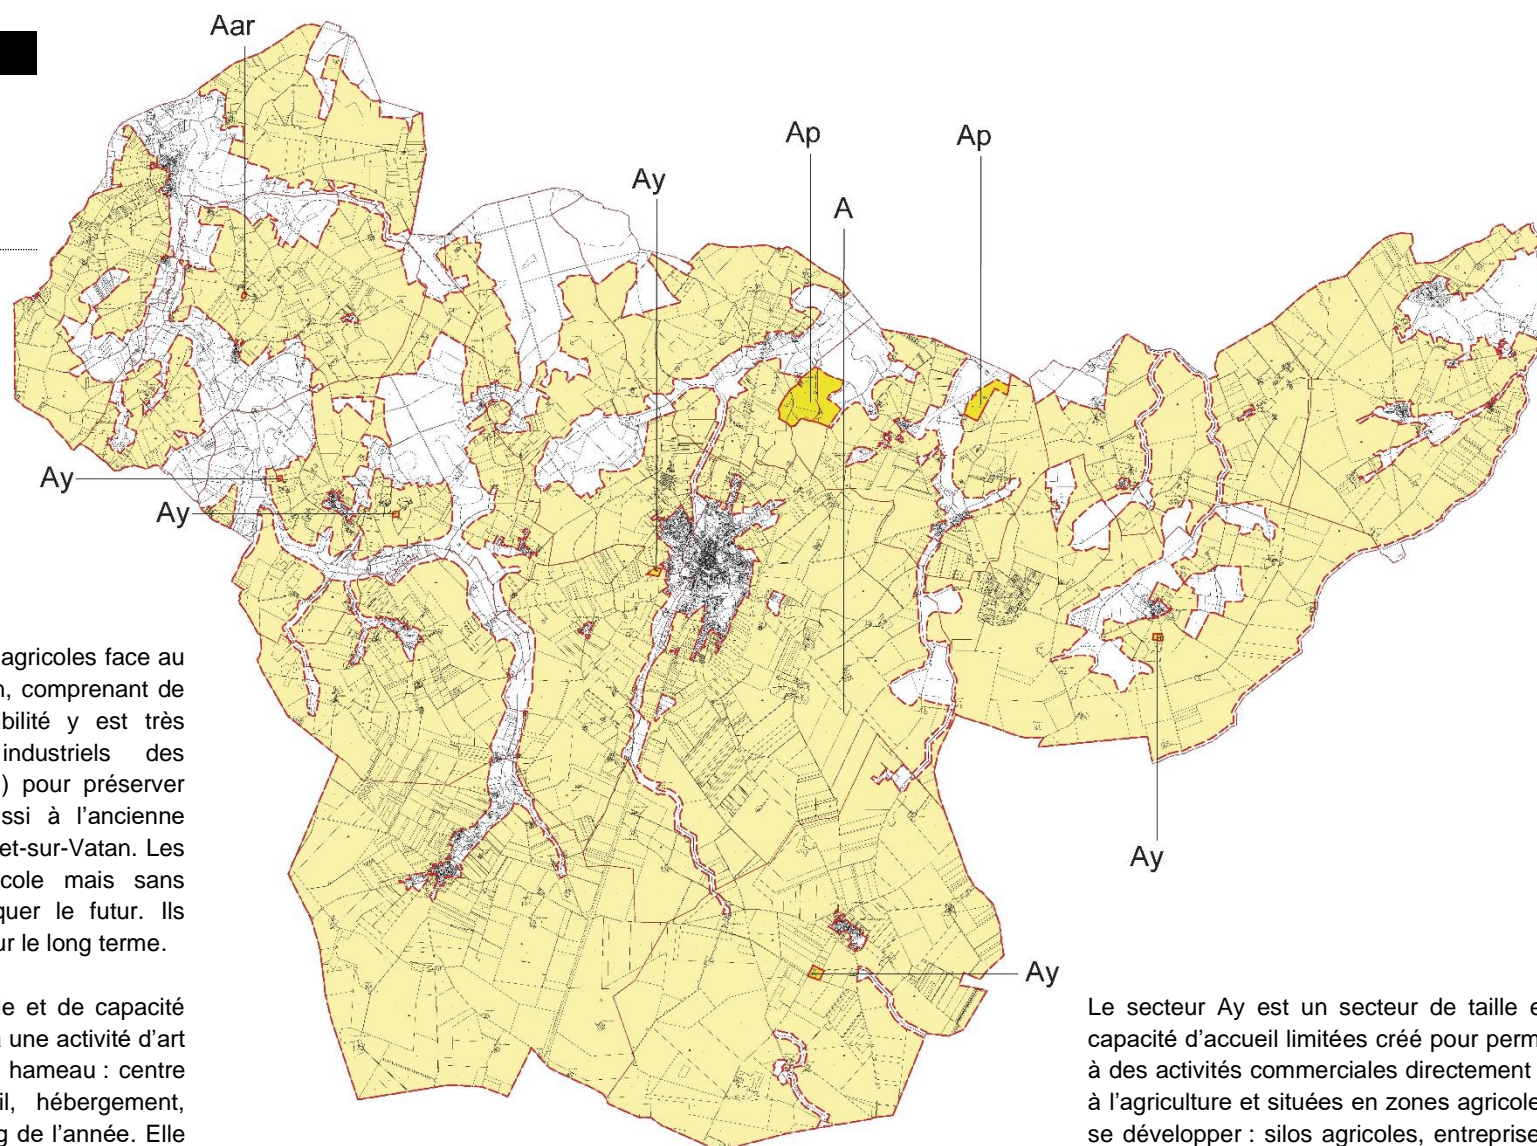 Aar
Ap
Ap
Ay
A
Ay
Ay
Ay
Ay
agricoles face au
, comprenant de
bilité y est très
industriels des
) pour préserver
ssi à l’ancienne
et-sur-Vatan. Les
cole mais sans
quer le futur. Ils
ur le long terme.
e et de capacité
une activité d’art
hameau : centre
il, hébergement,
g de l’année. Elle
Le secteur Ay est un secteur de taille e
capacité d’accueil limitées créé pour perm
à des activités commerciales directement
à l’agriculture et situées en zones agricole
se développer : silos agricoles, entreprise